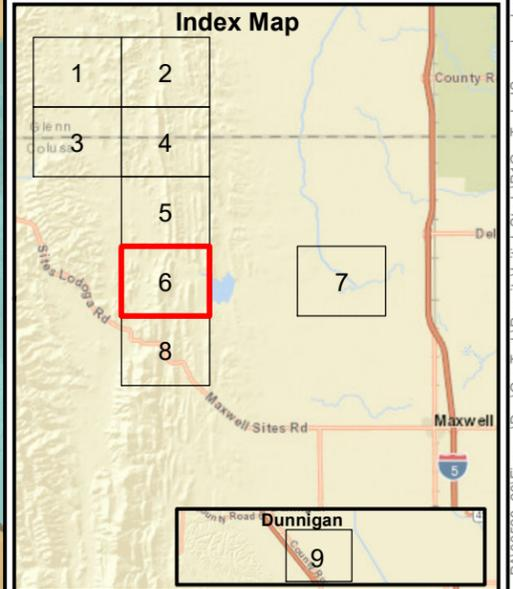 Index Map
1
2
County R
Glenn
Colusa
3
4
5
Del
Sites Lodoga Rd
6
7
8
Maxwell
Maxwell Sites Rd
5
Dunnigan
9